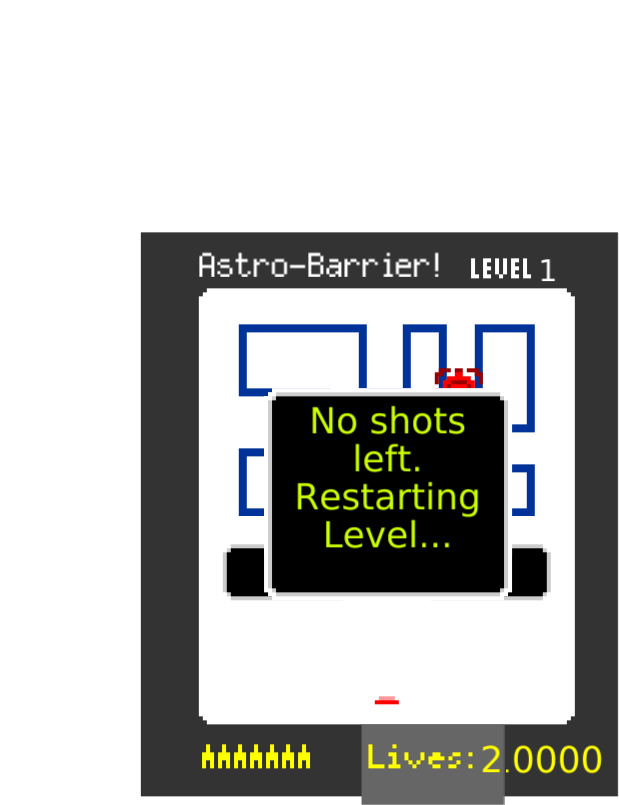 Astro-Barrier! LEVEL 1
No shots
left.
Restarting
Level...
Lives:2.0000